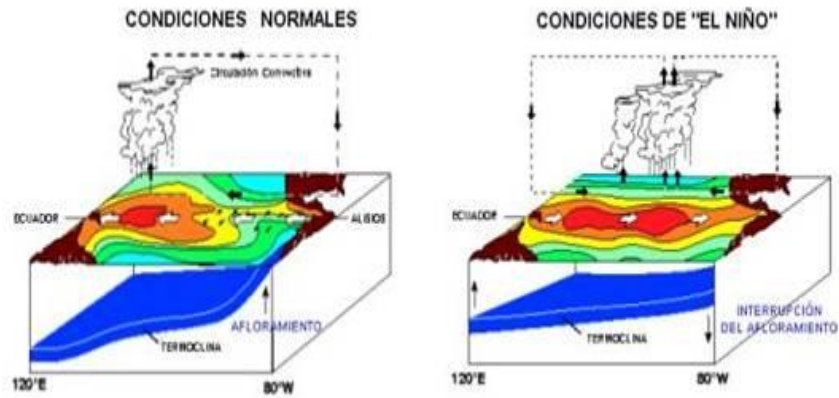 CONDICIONES NORMALES
Circulación Convectiva
ECUADOR
ALISIOS
AFLORAMIENTO
TERMOCLINA
120°E
80°W
CONDICIONES DE "EL NIÑO"
ECUADOR
INTERRUPCIÓN
DEL AFLORAMIENTO
TERMOCLINA
120°E
80°W